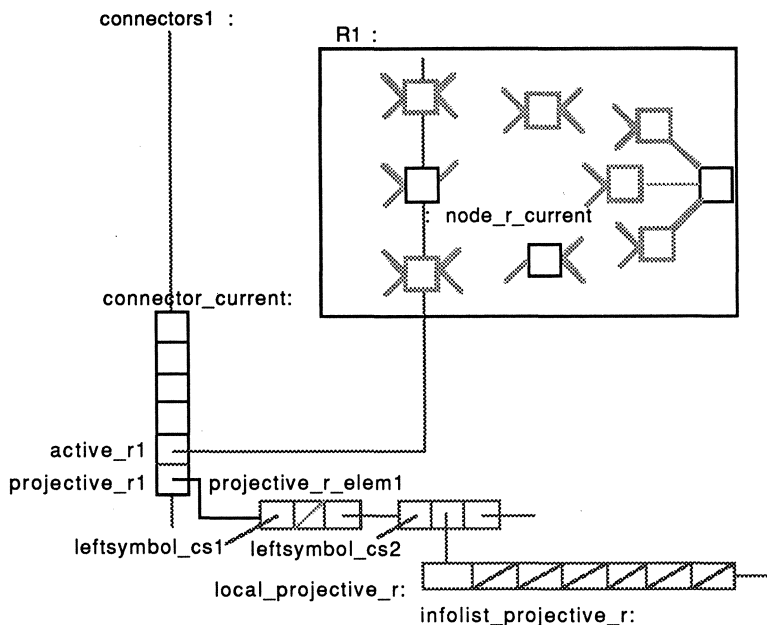 connectors1 :
R1 :
: node_r_current
connector_current:
active_r1
projective_r1 projective_r_elem1
leftsymbol_cs1 leftsymbol_cs2
local_projective_r:
infolist_projective_r: